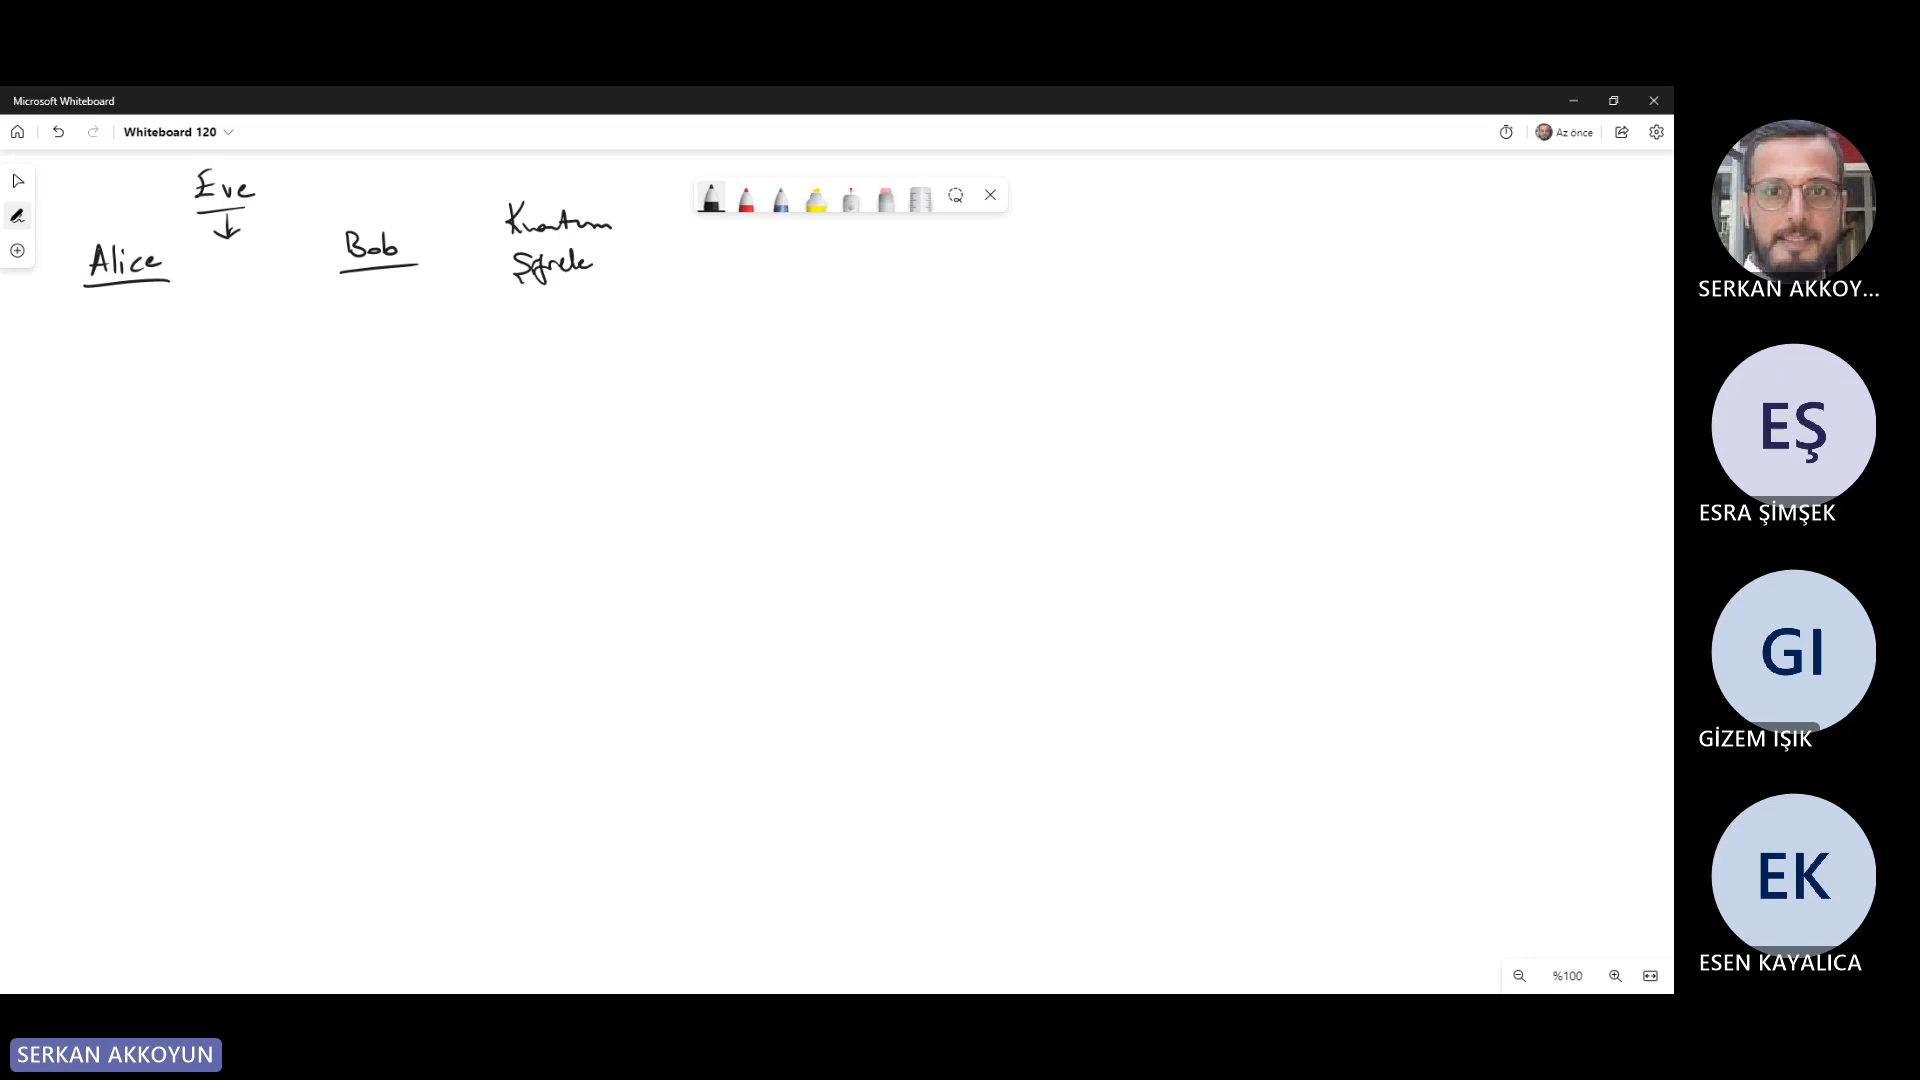 Microsoft Whiteboard
Whiteboard 120
Az önce
Eve
Alice
Bob
Kuantum
Şifrele
%100
SERKAN AKKOY...
EŞ
ESRA ŞİMŞEK
GI
GİZEM IŞIK
EK
ESEN KAYALICA
SERKAN AKKOYUN